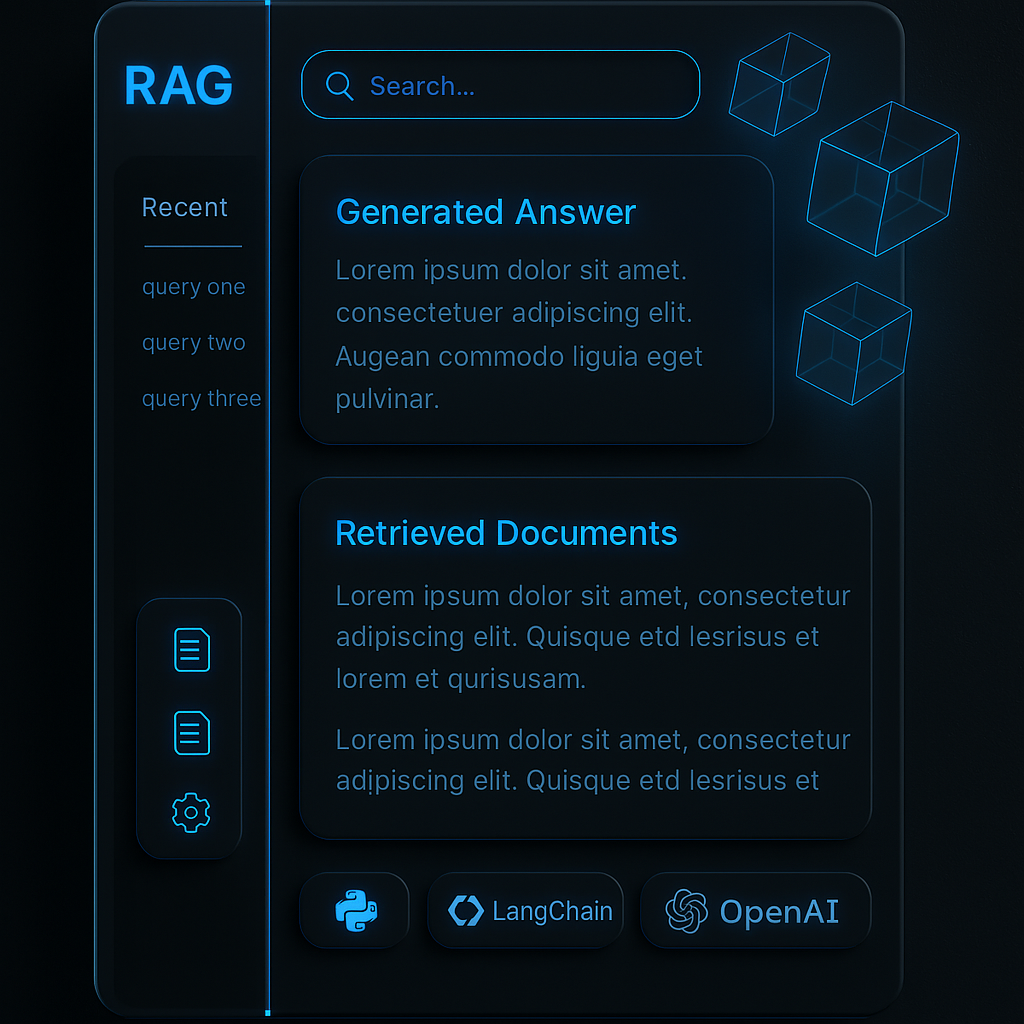 RAG
Recent
query one
query two
query three
Search...
Generated Answer
Lorem ipsum dolor sit amet.
consectetuer adipiscing elit.
Augean commodo liguia eget
pulvinar.
Retrieved Documents
Lorem ipsum dolor sit amet, consectetur
adipiscing elit. Quisque etd lesrisus et
lorem et qurisusam.
Lorem ipsum dolor sit amet, consectetur
adipiscing elit. Quisque etd lesrisus et
LangChain
OpenAI